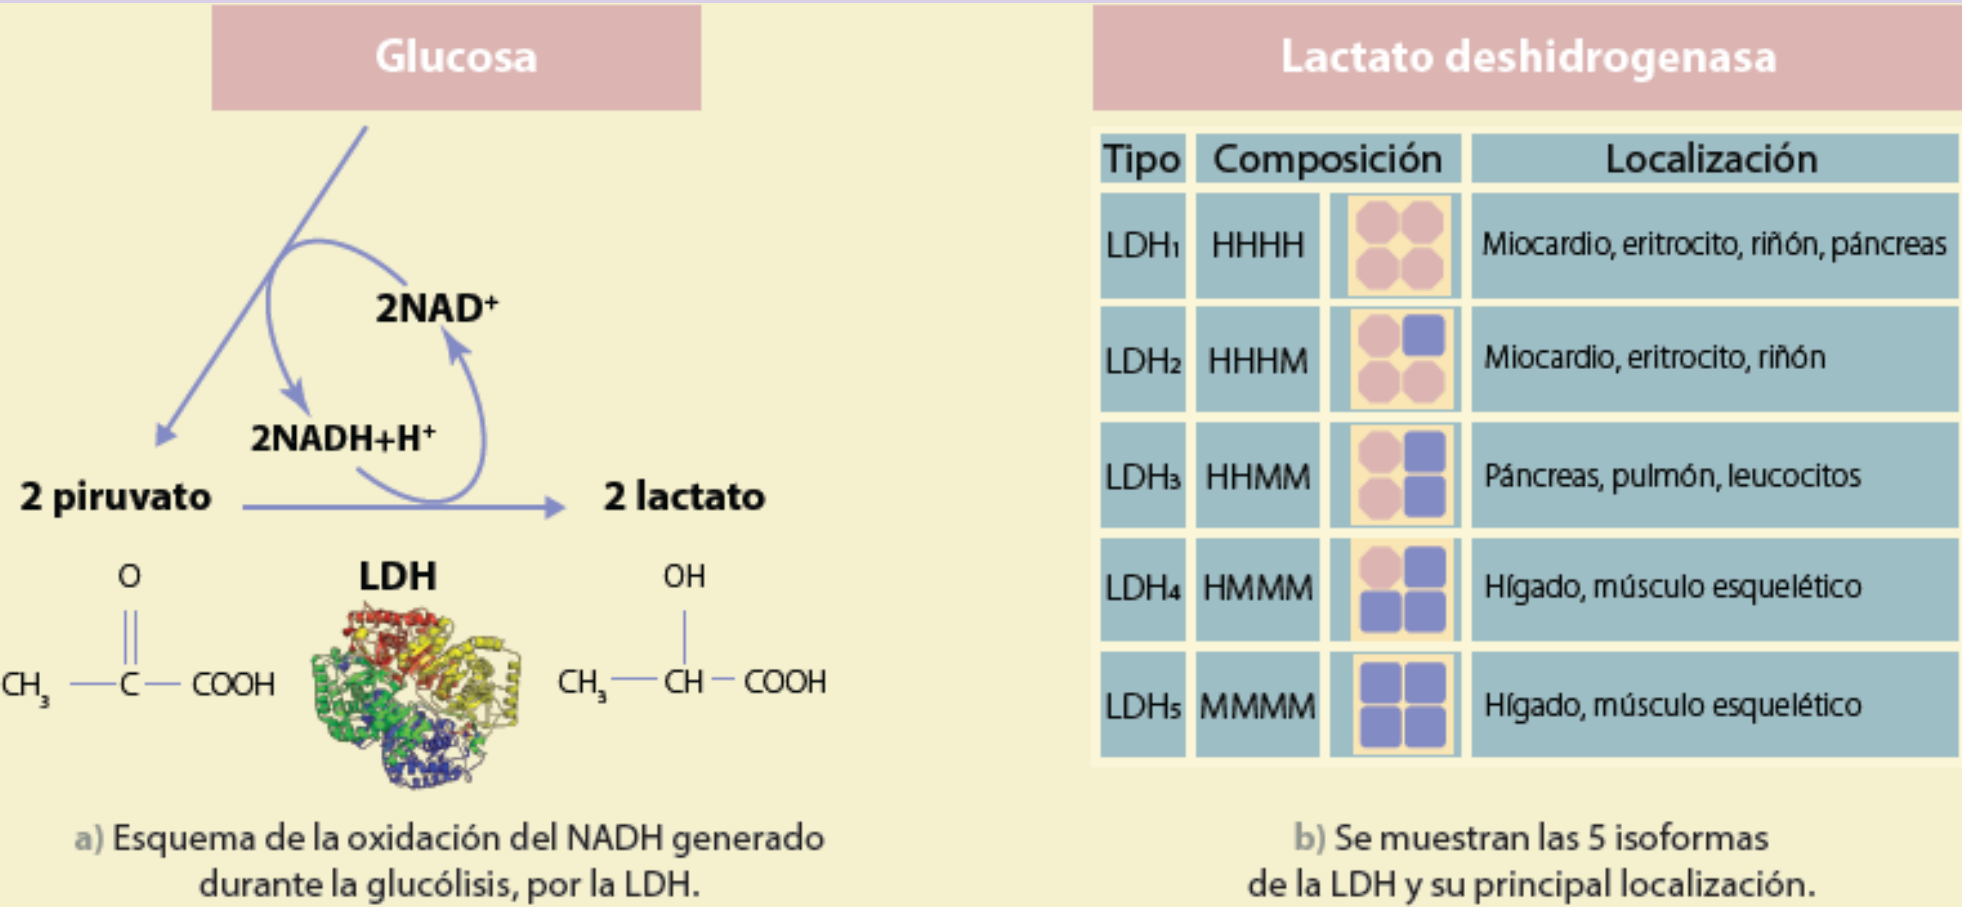 Glucosa
2NAD⁺
2NADH+H⁺
2 piruvato
2 lactato
LDH
O
CH₃ C COOH
OH
CH₃ CH COOH
a) Esquema de la oxidación del NADH generado
durante la glucólisis, por la LDH.
Lactato deshidrogenasa
Tipo Composición Localización
LDH₁ HHHH Miocardio, eritrocito, riñón, páncreas
LDH₂ HHHM Miocardio, eritrocito, riñón
LDH₃ HHMM Páncreas, pulmón, leucocitos
LDH₄ HMMM Hígado, músculo esquelético
LDH₅ MMMM Hígado, músculo esquelético
b) Se muestran las 5 isoformas
de la LDH y su principal localización.